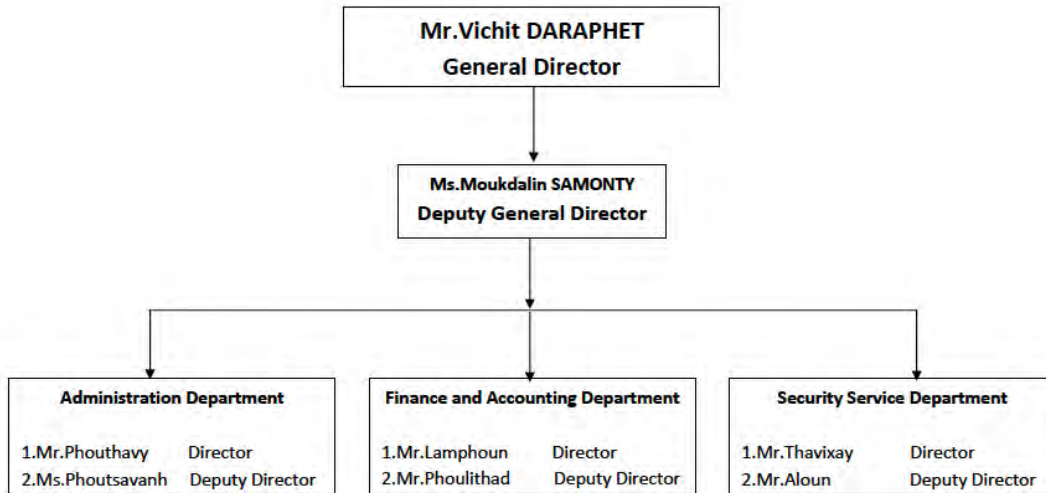 Mr.Vichit DARAPHET
General Director
Ms.Moukdalin SAMONTY
Deputy General Director
Administration Department
1.Mr.Phouthavy Director
2.Ms.Phoutsavanh Deputy Director
Finance and Accounting Department
1.Mr.Lamphoun Director
2.Mr.Phoulithad Deputy Director
Security Service Department
1.Mr.Thavixay Director
2.Mr.Aloun Deputy Director